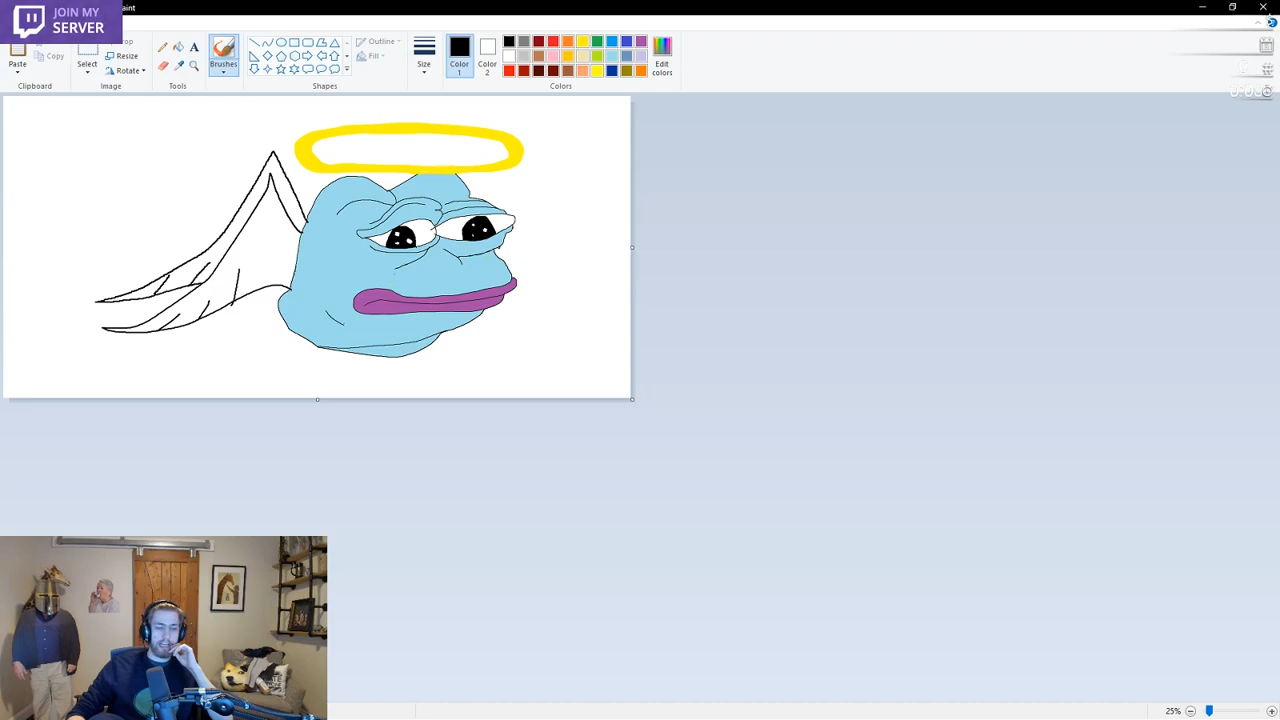 JOIN MY
SERVER
aint
Paste
Copy
Clipboard
Select
Resize
Rotate
Image
Tools
Brushes
Shapes
Outline
Fill
Size
Color
1
Color
2
Edit
colors
Colors
25%